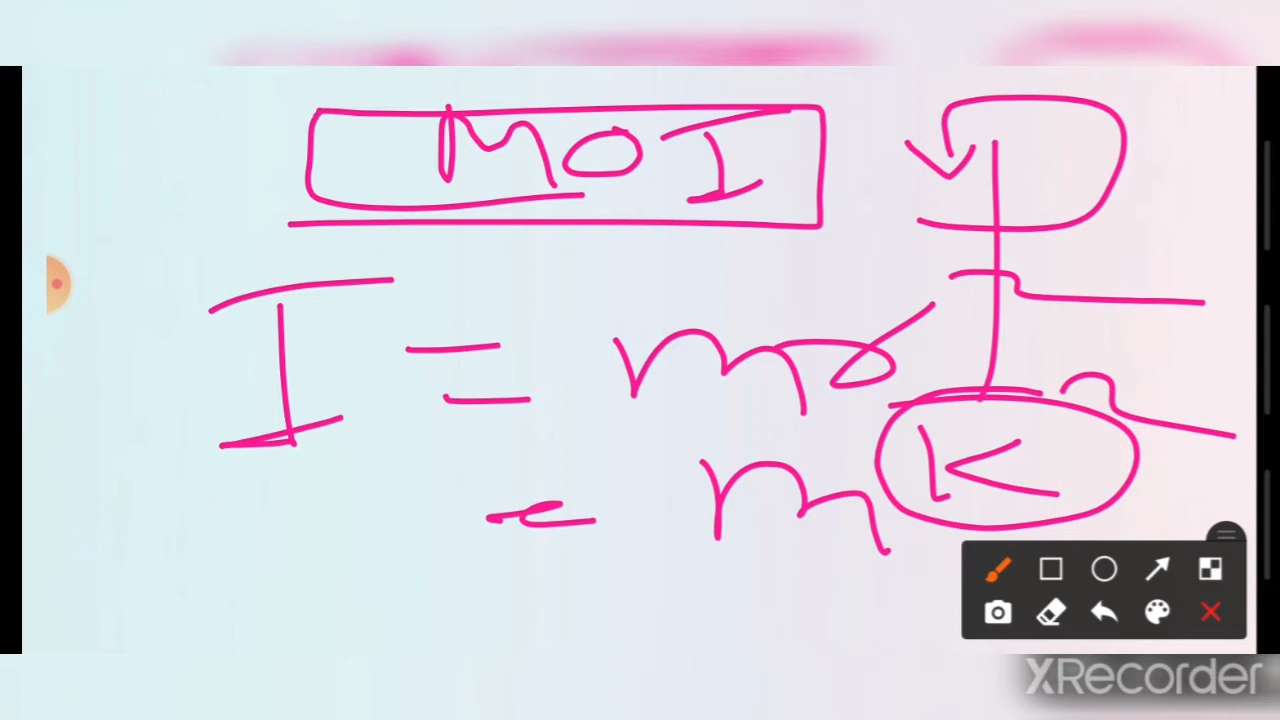 MOI
I = mr²
= mK²
XRecorder